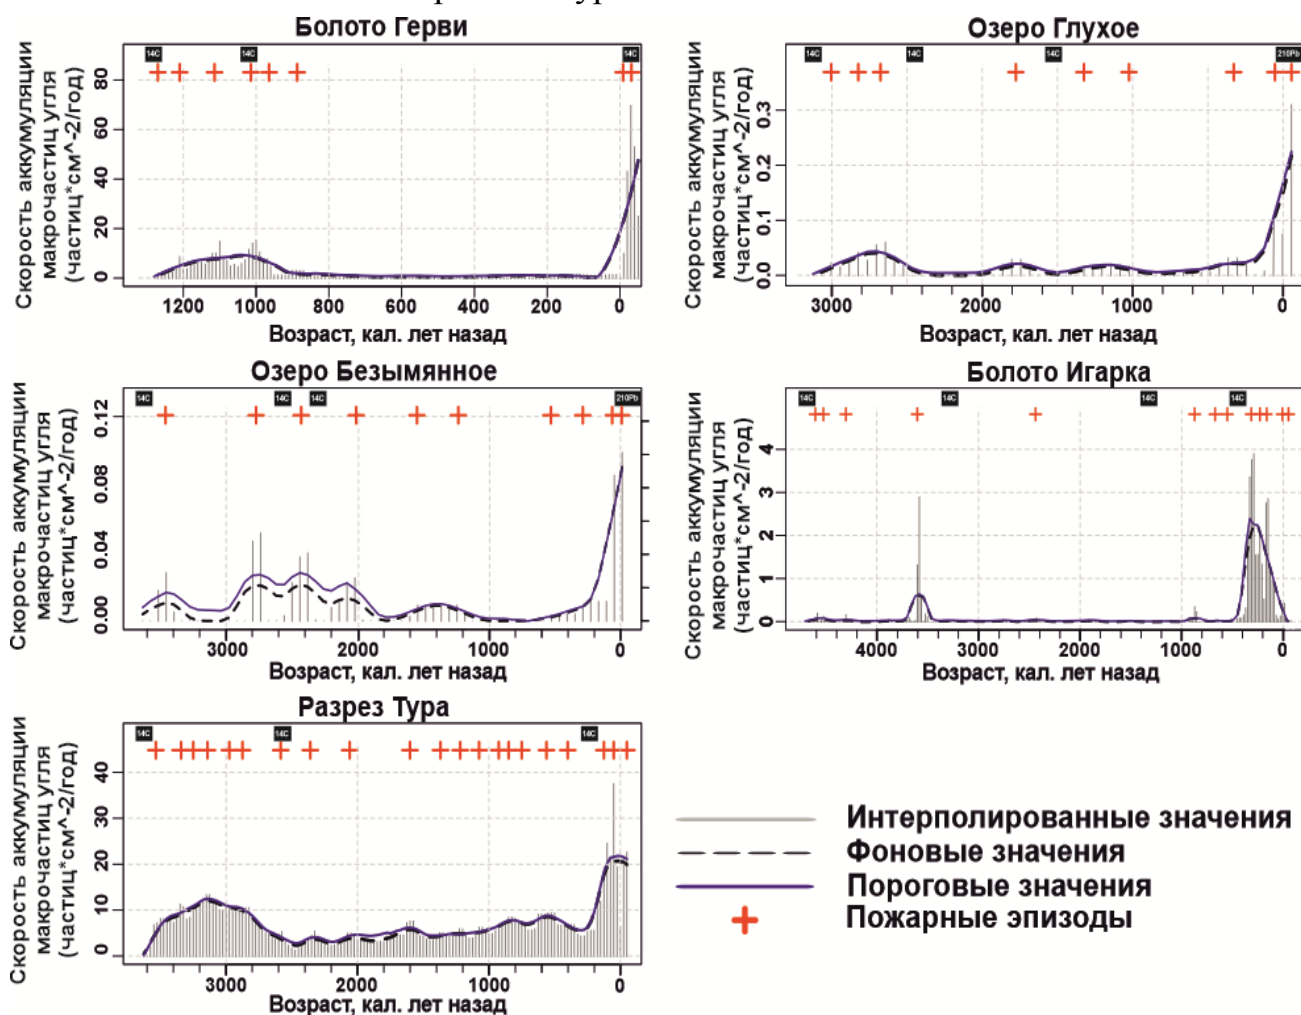 Болото Герви
Скорость аккумуляции
макрочастиц угля
(частиц*см^-2/год)
14C 14C 14C
80
60
40
20
0
1200 1000 800 600 400 200 0
Возраст, кал. лет назад
Озеро Глухое
Скорость аккумуляции
макрочастиц угля
(частиц*см^-2/год)
14C 14C 14C 210Pb
0.3
0.2
0.1
0.0
3000 2000 1000 0
Возраст, кал. лет назад
Озеро Безымянное
Скорость аккумуляции
макрочастиц угля
(частиц*см^-2/год)
14C 14C 14C 210Pb
0.12
0.08
0.04
0.00
3000 2000 1000 0
Возраст, кал. лет назад
Болото Игарка
Скорость аккумуляции
макрочастиц угля
(частиц*см^-2/год)
14C 14C 14C 14C
4
3
2
1
0
4000 3000 2000 1000 0
Возраст, кал. лет назад
Разрез Тура
Скорость аккумуляции
макрочастиц угля
(частиц*см^-2/год)
14C 14C 14C
40
30
20
10
0
3000 2000 1000 0
Возраст, кал. лет назад
Интерполированные значения
Фоновые значения
Пороговые значения
Пожарные эпизоды